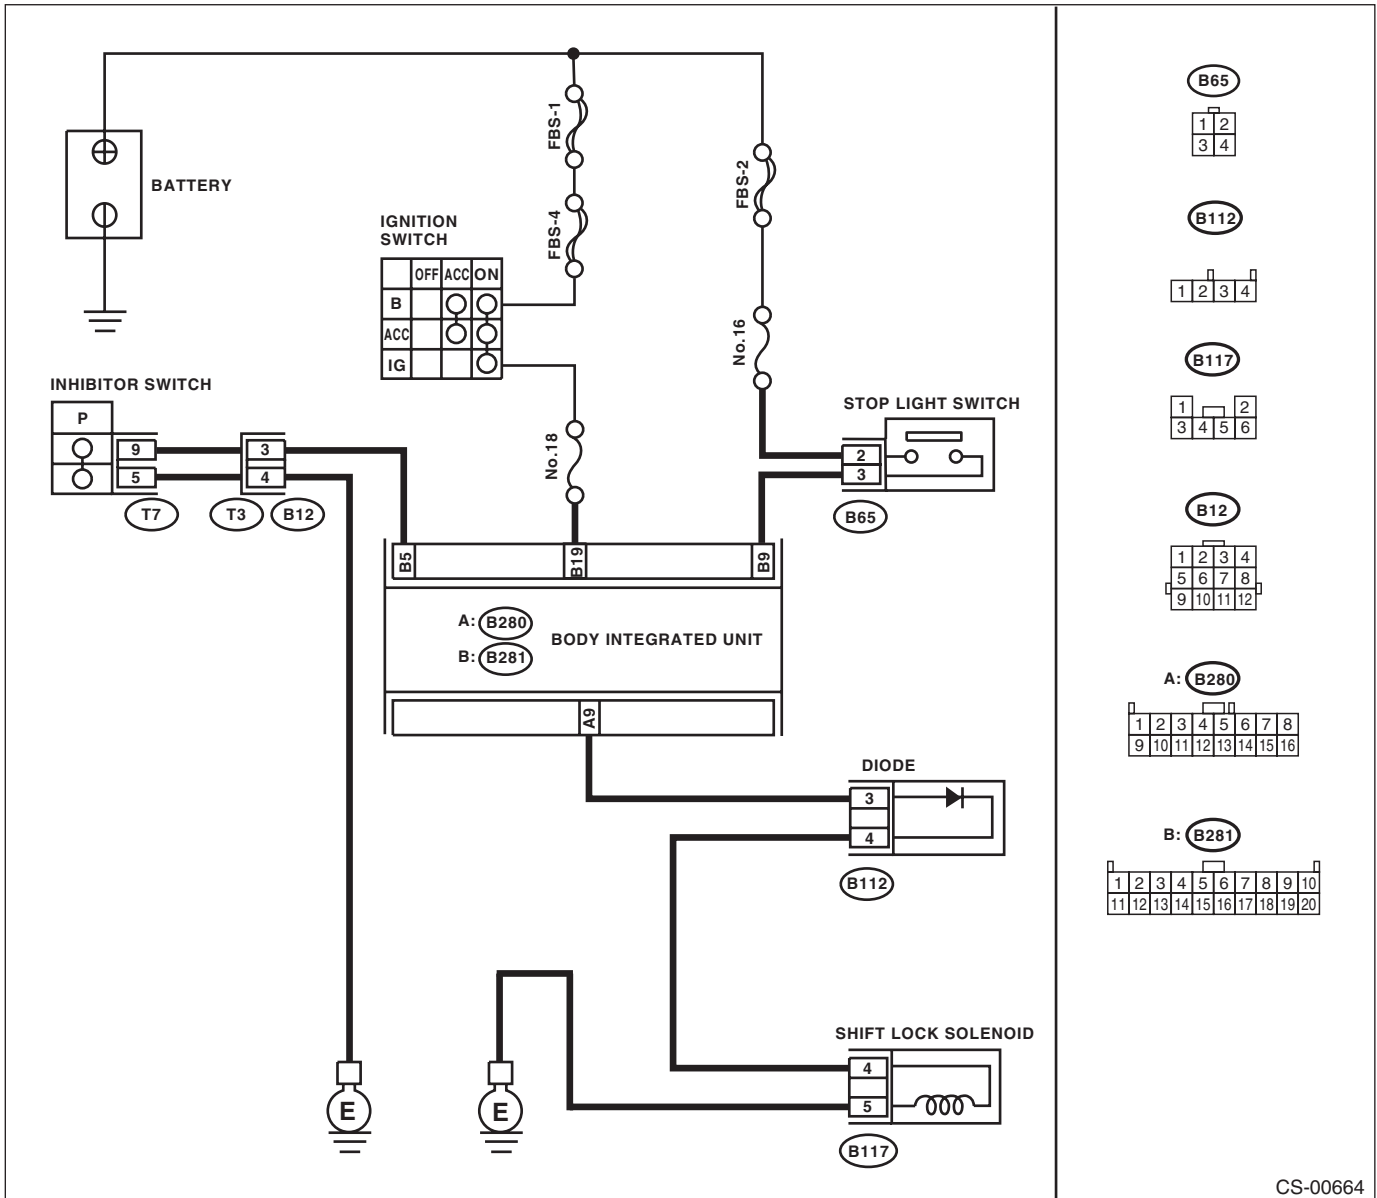 BATTERY
FBS-1
FBS-4
FBS-2
IGNITION
SWITCH
OFF ACC ON
B
ACC
IG
No.16
No.18
INHIBITOR SWITCH
P
9
5
3
4
T7
T3
B12
STOP LIGHT SWITCH
2
3
B65
B5
B19
B9
A: B280
B: B281
BODY INTEGRATED UNIT
A9
DIODE
3
4
B112
SHIFT LOCK SOLENOID
4
5
B117
E
E
B65
1 2
3 4
B112
1 2 3 4
B117
1 2
3 4 5 6
B12
1 2 3 4
5 6 7 8
9 10 11 12
A: B280
1 2 3 4 5 6 7 8
9 10 11 12 13 14 15 16
B: B281
1 2 3 4 5 6 7 8 9 10
11 12 13 14 15 16 17 18 19 20
CS-00664